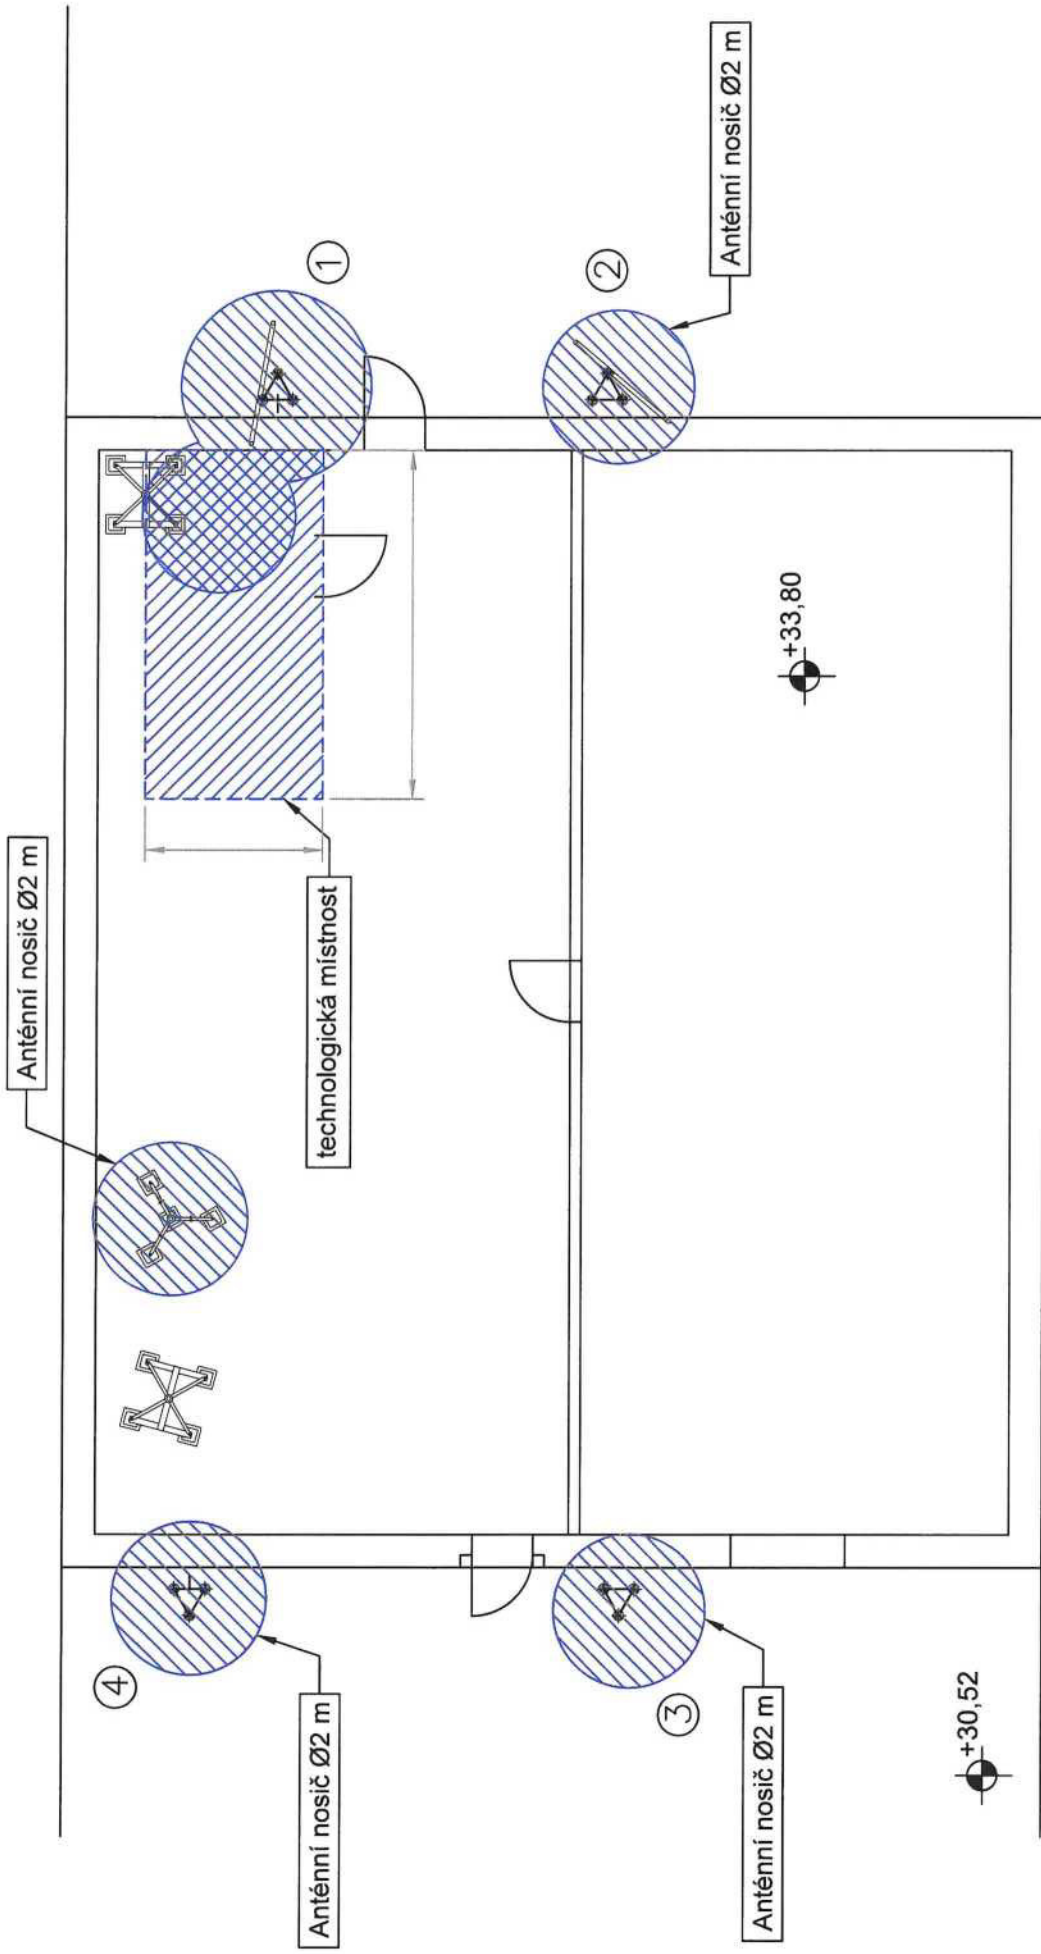 Anténní nosič Ø2 m
Anténní nosič Ø2 m
1
2
+33,80
technologická místnost
4
3
Anténní nosič Ø2 m
Anténní nosič Ø2 m
+30,52